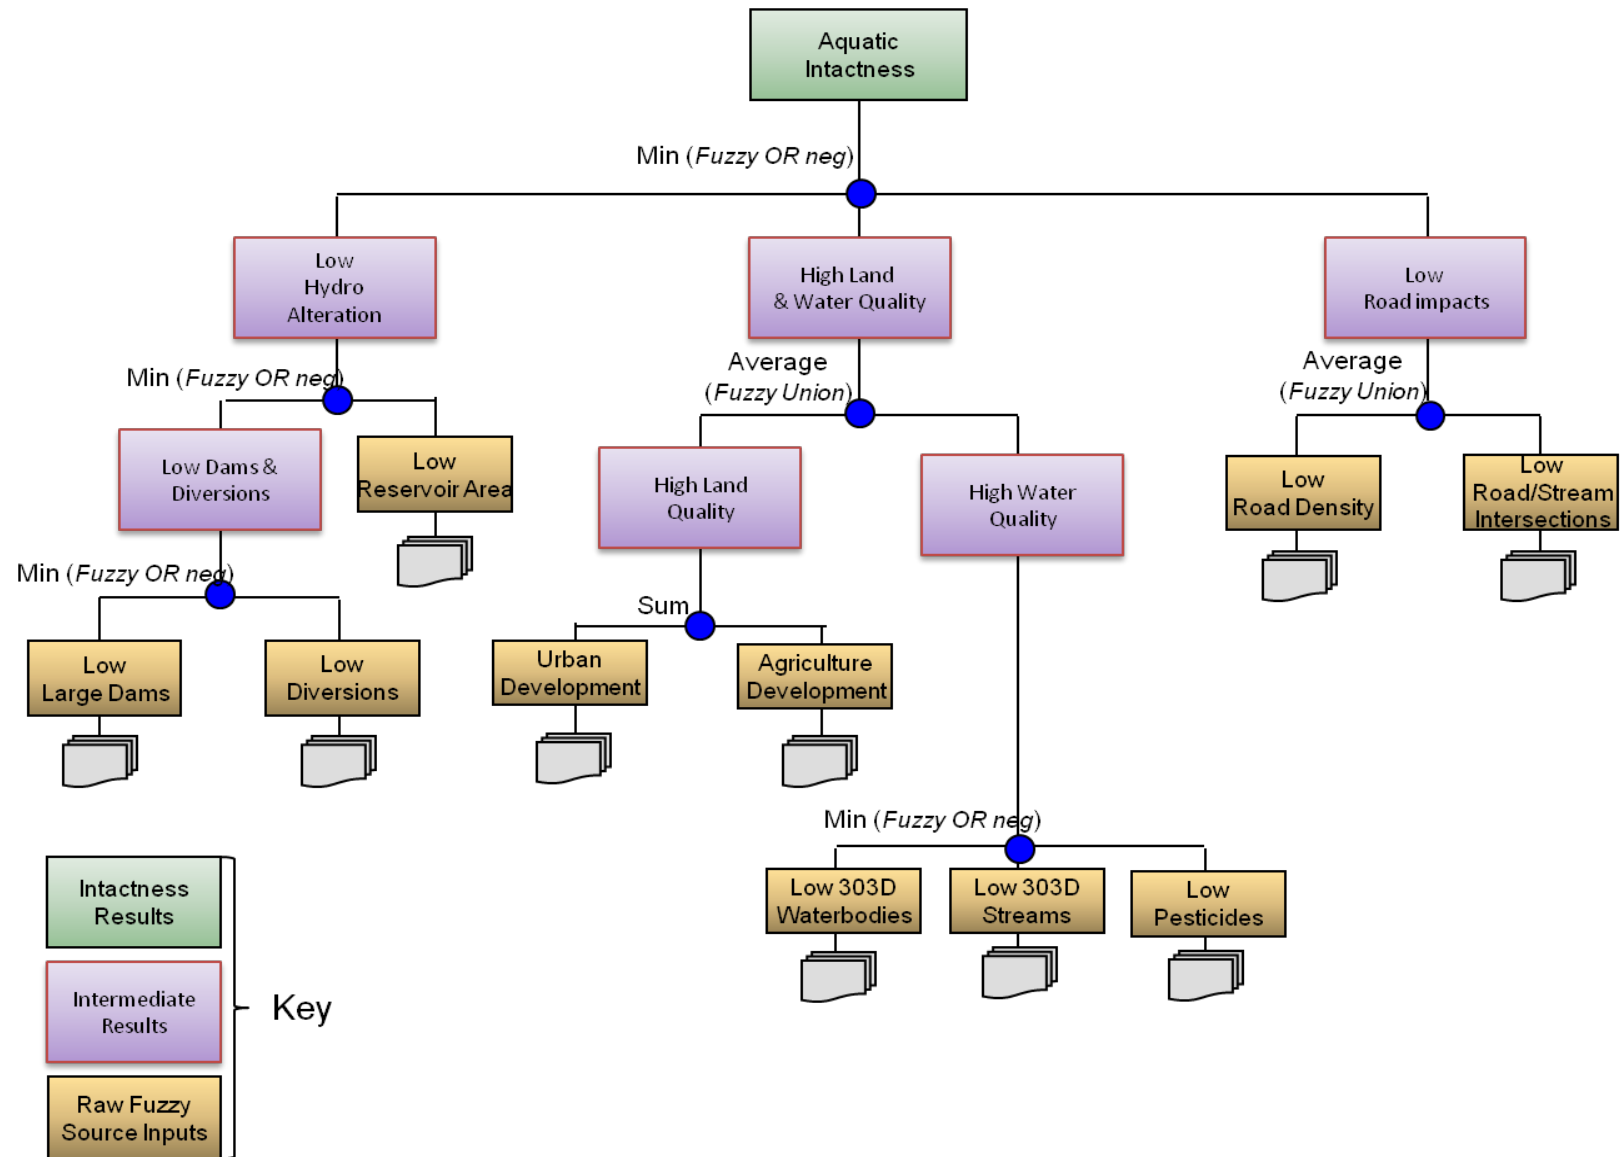 Aquatic
Intactness
Min (Fuzzy OR neg)
Low
Hydro
Alteration
High Land
& Water Quality
Low
Road impacts
Min (Fuzzy OR neg)
Average
(Fuzzy Union)
Average
(Fuzzy Union)
Low Dams &
Diversions
Low
Reservoir Area
High Land
Quality
High Water
Quality
Low
Road Density
Low
Road/Stream
Intersections
Min (Fuzzy OR neg)
Sum
Low
Large Dams
Low
Diversions
Urban
Development
Agriculture
Development
Min (Fuzzy OR neg)
Low 303D
Waterbodies
Low 303D
Streams
Low
Pesticides
Intactness
Results
Intermediate
Results
Raw Fuzzy
Source Inputs
Key